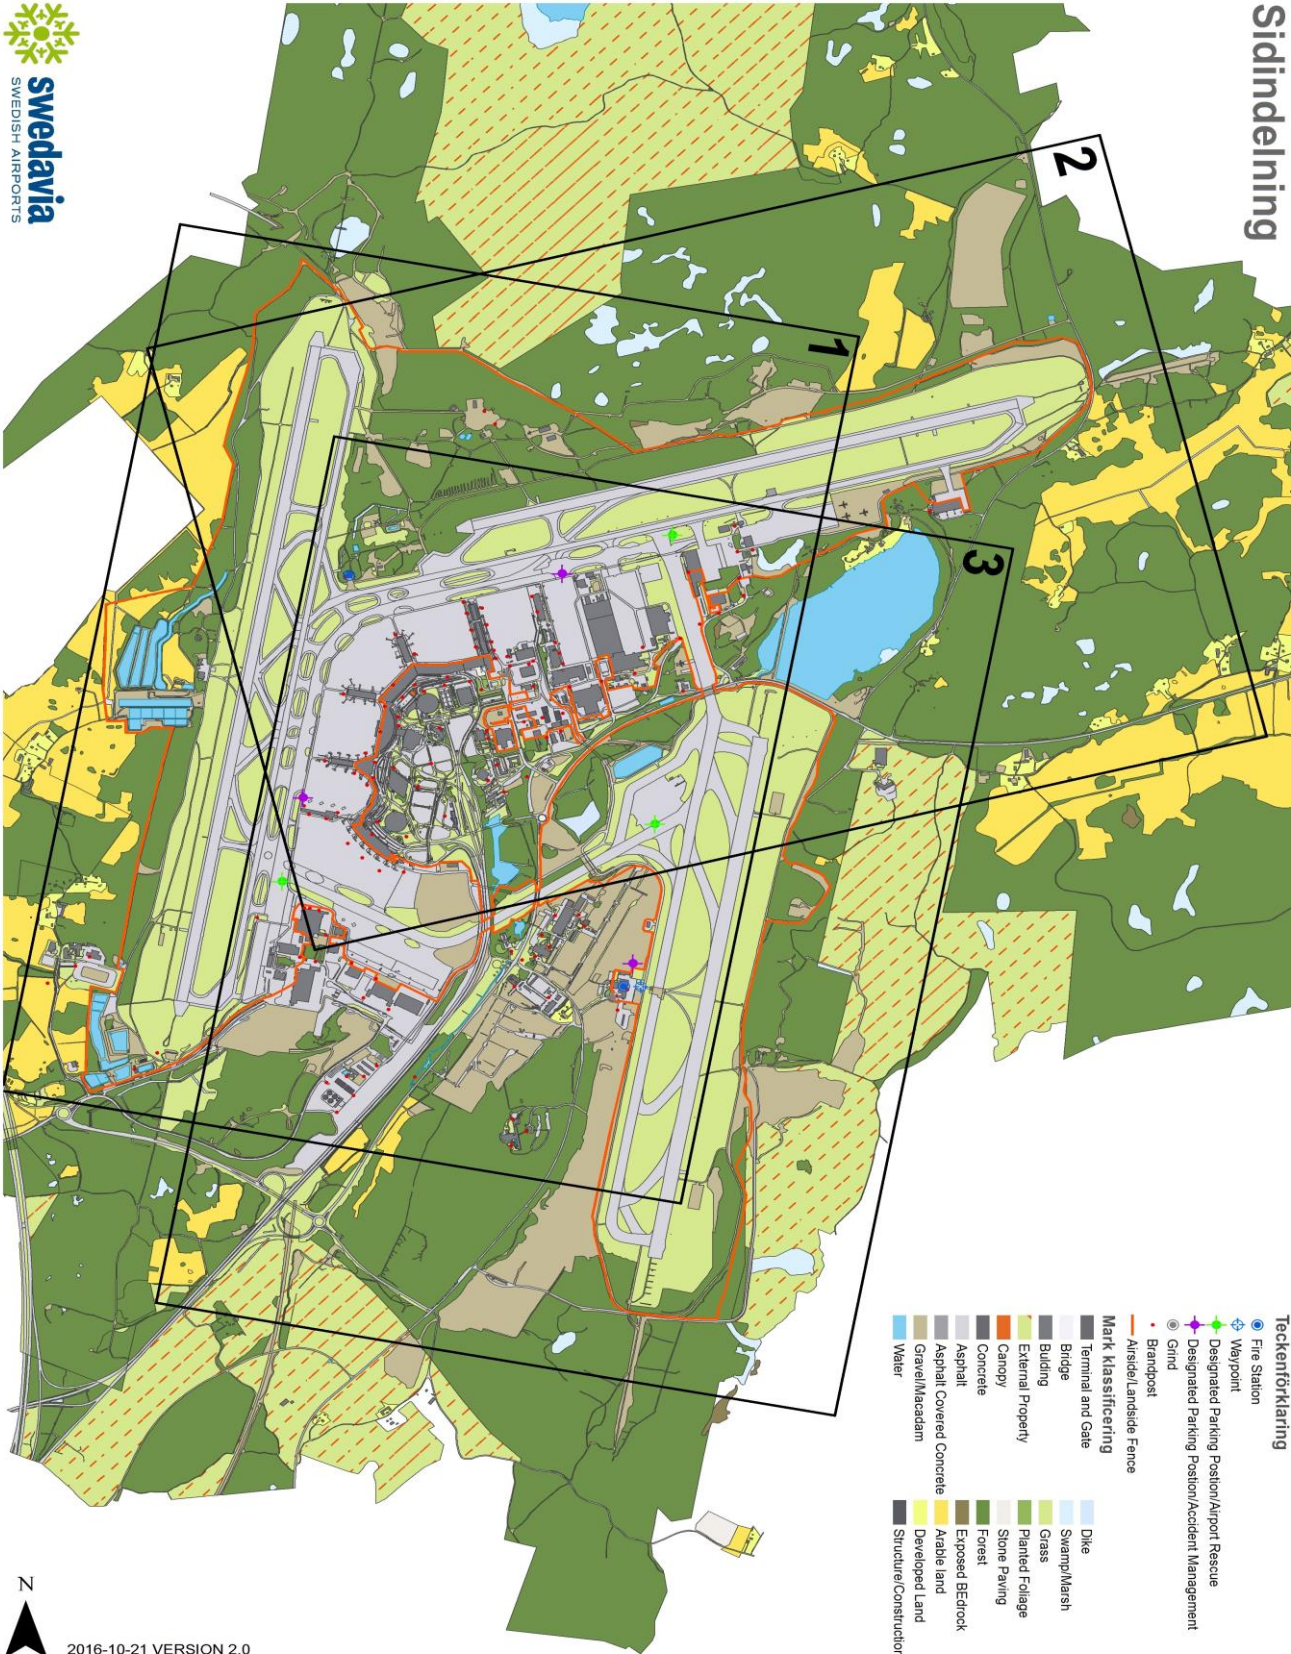 Sidindelning
swedavia
SWEDISH AIRPORTS
2
1
3
Teckenförklaring
Fire Station
Waypoint
Designated Parking Postion/Airport Rescue
Designated Parking Postion/Accident Management
Grind
Brandpost
Airside/Landside Fence
Mark klassificering
Terminal and Gate
Bridge
Bulding
External Property
Canopy
Concrete
Asphalt
Asphalt Covered Concrete
Gravel/Macadam
Water
Dike
Swamp/Marsh
Grass
Planted Foliage
Stone Paving
Forest
Exposed BEdrock
Arable land
Developed Land
Structure/Construction
N
2016-10-21 VERSION 2.0